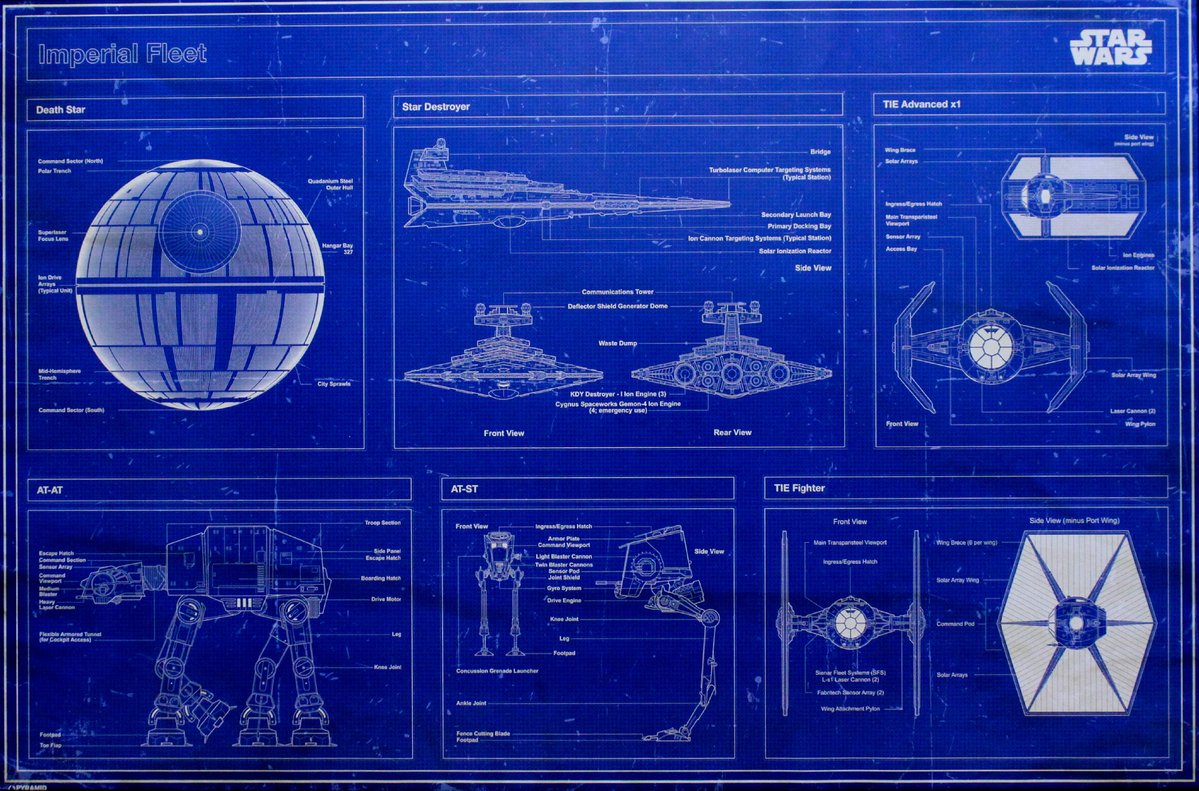 Imperial Fleet
STAR
WARS
Death Star
Command Sector (North)
Polar Trench
Quadanium Steel
Outer Hull
Superlaser
Focus Lens
Hangar Bay
327
Ion Drive
Arrays
(Typical Unit)
Mid-Hemisphere
Trench
City Sprawls
Command Sector (South)
Star Destroyer
Bridge
Turbolaser Computer Targeting Systems
(Typical Station)
Secondary Launch Bay
Primary Docking Bay
Ion Cannon Targeting Systems (Typical Station)
Solar Ionization Reactor
Side View
Communications Tower
Deflector Shield Generator Dome
Waste Dump
KDY Destroyer - I Ion Engine (3)
Cygnus Spaceworks Gemon-4 Ion Engine
(4; emergency use)
Front View
Rear View
TIE Advanced x1
Side View
(minus port wing)
Wing Brece
Solar Arrays
Ingress/Egress Hatch
Main Transparisteel
Viewport
Sensor Array
Access Bay
Ion Engines
Solar Ionization Reactor
Solar Array Wing
Laser Cannon (2)
Wing Pylon
Front View
AT-AT
Troop Section
Escape Hatch
Command Section
Sensor Array
Command
Viewport
Medium
Blaster
Heavy
Laser Cannon
Side Panel
Escape Hatch
Boarding Hatch
Drive Motor
Flexible Armored Tunnel
(for Cockpit Access)
Leg
Knee Joint
Footpad
Toe Flap
AT-ST
Front View
Ingress/Egress Hatch
Armor Plate
Command Viewport
Side View
Light Blaster Cannon
Twin Blaster Cannons
Sensor Pod
Joint Shield
Gyro System
Drive Engine
Knee Joint
Leg
Footpad
Concussion Grenade Launcher
Ankle Joint
Fence Cutting Blade
Footpad
TIE Fighter
Front View
Side View (minus Port Wing)
Main Transparisteel Viewport
Ingress/Egress Hatch
Wing Brece (6 per wing)
Solar Array Wing
Command Pod
Solar Arrays
Sienar Fleet Systems (SFS)
L-s1 Laser Cannon (2)
Fabritech Sensor Array (2)
Wing Attachment Pylon
PYRAMID